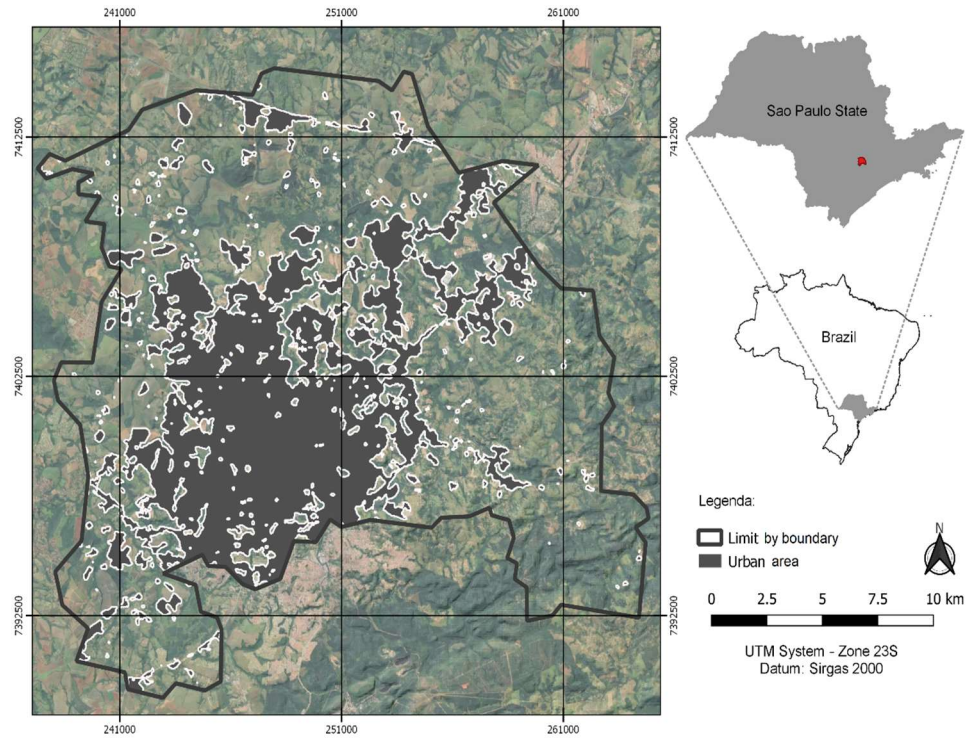 241000 251000 261000
7412500 7412500
7402500 7402500
7392500 7392500
241000 251000 261000
Sao Paulo State
Brazil
Legenda:
Limit by boundary
Urban area
N
0 2.5 5 7.5 10 km
UTM System - Zone 23S
Datum: Sirgas 2000